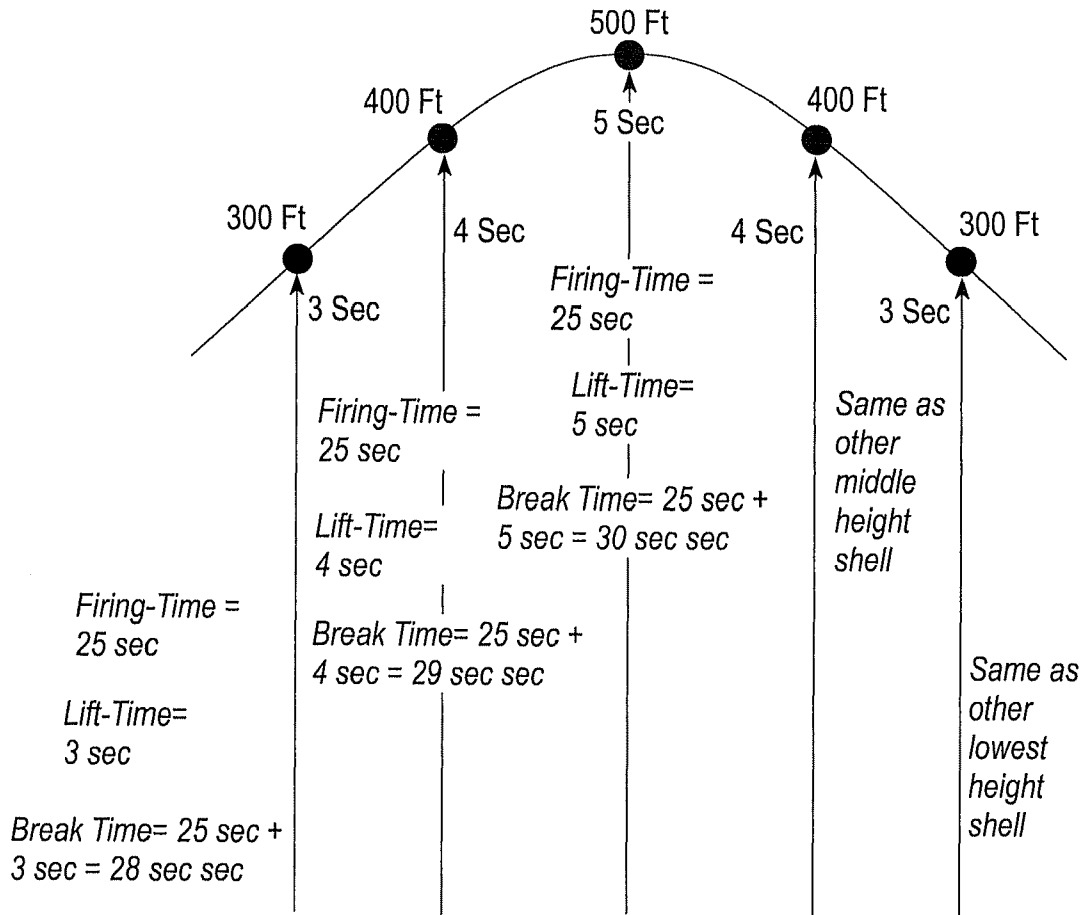 500 Ft
400 Ft
5 Sec
400 Ft
300 Ft
4 Sec
4 Sec
300 Ft
3 Sec
3 Sec
Firing-Time =
25 sec
Lift-Time=
5 sec
Break Time= 25 sec +
5 sec = 30 sec sec
Firing-Time =
25 sec
Lift-Time=
4 sec
Break Time= 25 sec +
4 sec = 29 sec sec
Same as
other
middle
height
shell
Firing-Time =
25 sec
Lift-Time=
3 sec
Break Time= 25 sec +
3 sec = 28 sec sec
Same as
other
lowest
height
shell